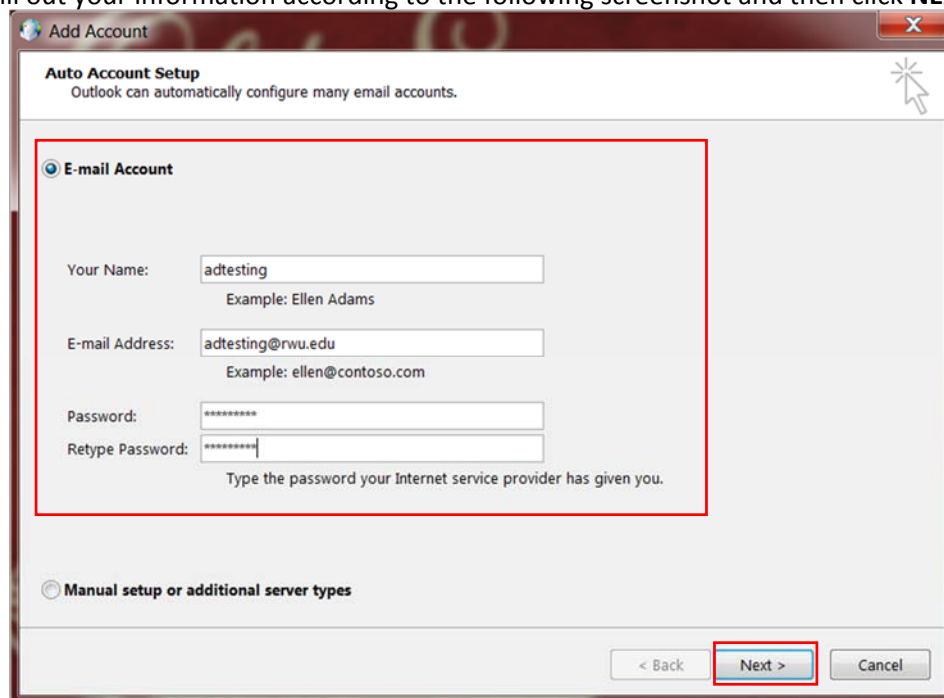 ll out your information according to the following screenshot and then click NE
Add Account
X
Auto Account Setup
Outlook can automatically configure many email accounts.
E-mail Account
Your Name: adtesting
Example: Ellen Adams
E-mail Address: adtesting@rwu.edu
Example: ellen@contoso.com
Password: *********
Retype Password: *********
Type the password your Internet service provider has given you.
Manual setup or additional server types
< Back Next > Cancel